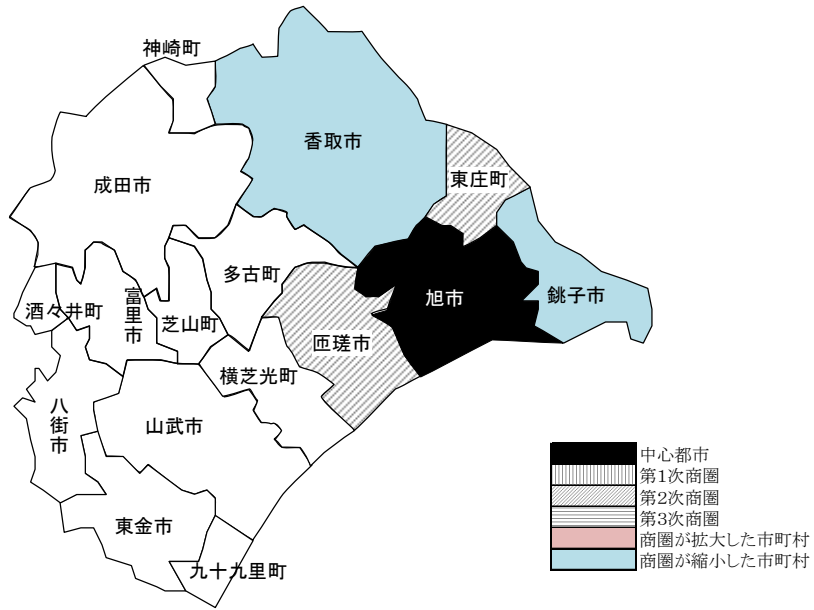 神崎町
香取市
東庄町
成田市
多古町
旭市
銚子市
酒々井町
富里市
芝山町
匝瑳市
横芝光町
八街市
山武市
東金市
九十九里町
中心都市
第1次商圏
第2次商圏
第3次商圏
商圏が拡大した市町村
商圏が縮小した市町村